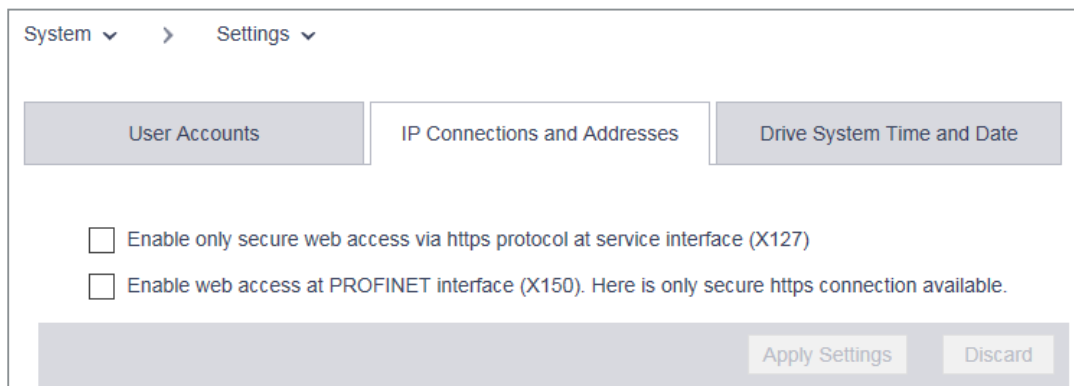 System > Settings
User Accounts IP Connections and Addresses Drive System Time and Date
Enable only secure web access via https protocol at service interface (X127)
Enable web access at PROFINET interface (X150). Here is only secure https connection available.
Apply Settings Discard